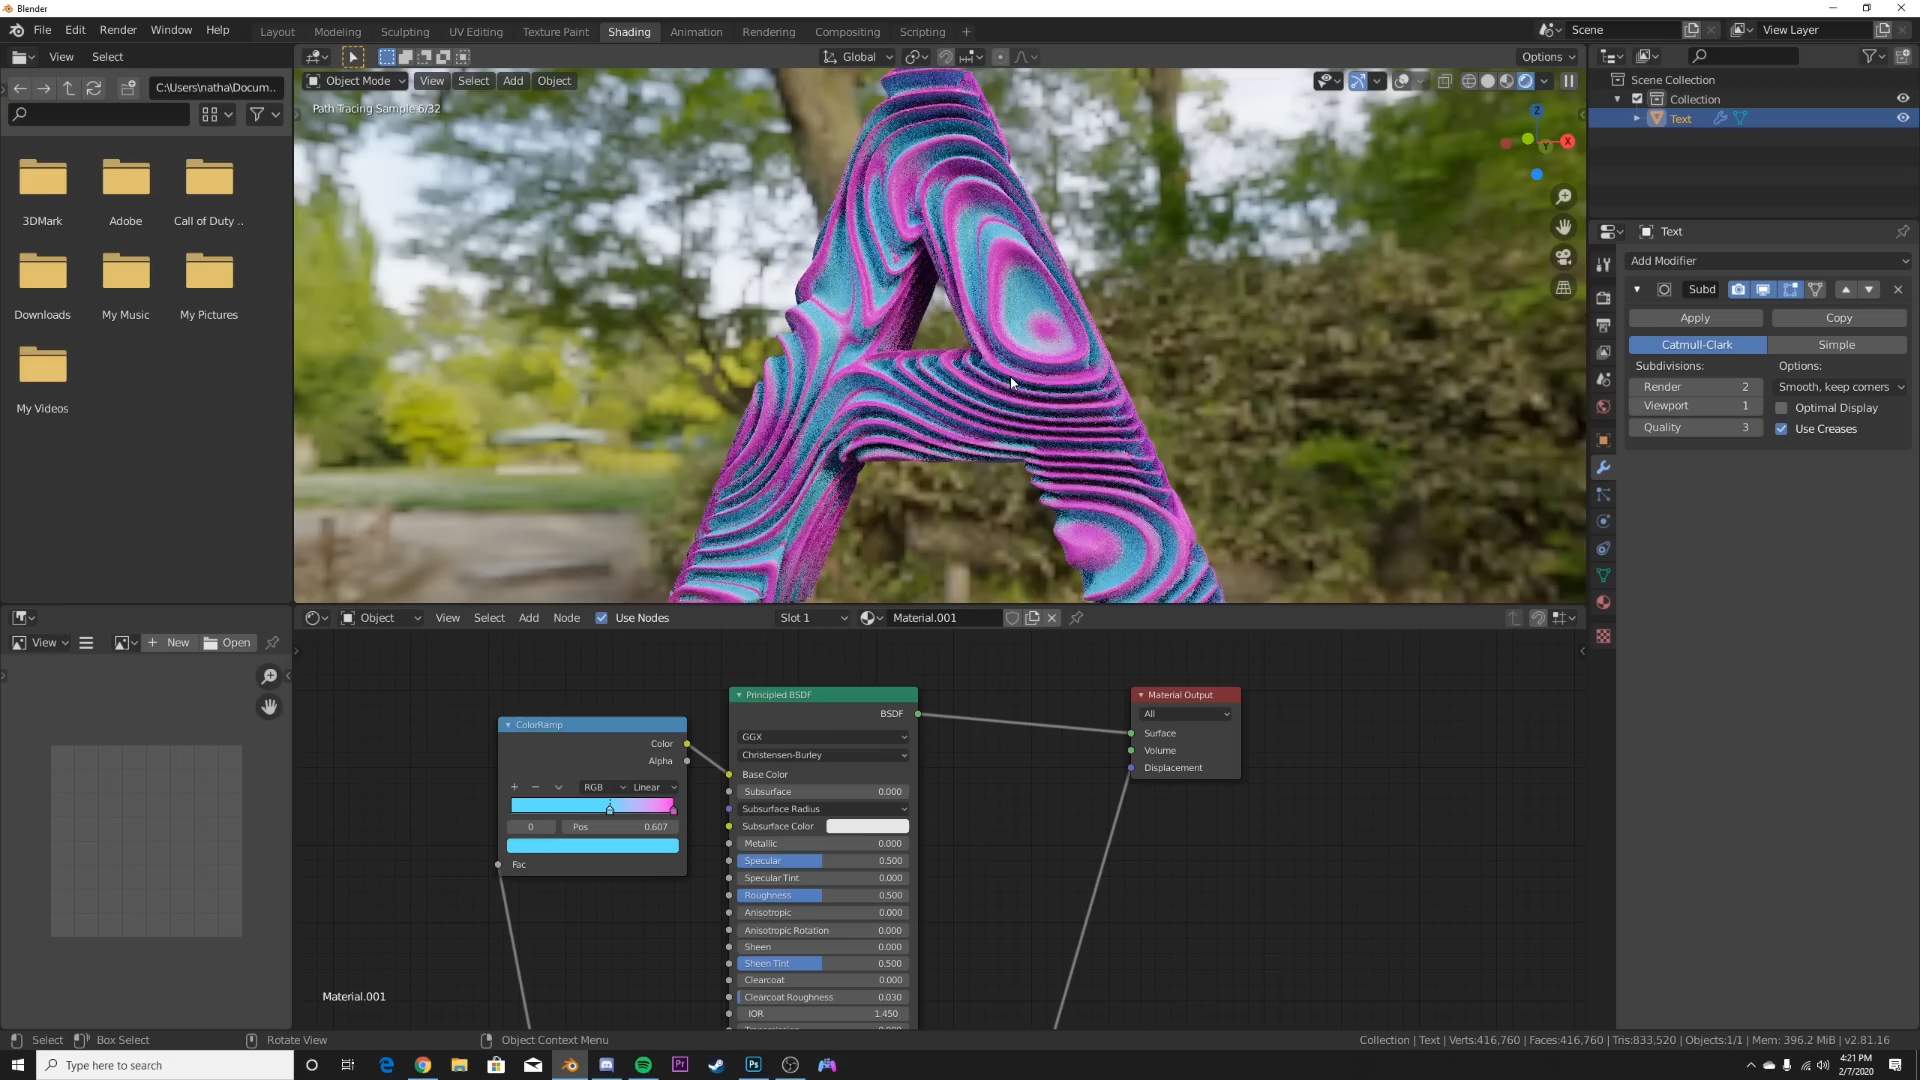 Blender
File Edit Render Window Help
Layout Modeling Sculpting UV Editing Texture Paint Shading Animation Rendering Compositing Scripting +
Scene
View Layer
View Select
Global
Options
C:\Users\natha\Docum..
Object Mode View Select Add Object
Path Tracing Sample 6/32
3DMark
Adobe
Call of Duty ..
Downloads
My Music
My Pictures
My Videos
Z
X
Y
Scene Collection
Collection
Text
Text
Add Modifier
Subd
Apply
Copy
Catmull-Clark
Simple
Subdivisions:
Options:
Render 2
Smooth, keep corners
Viewport 1
Optimal Display
Quality 3
Use Creases
View
New
Open
Object View Select Add Node Use Nodes
Slot 1
Material.001
ColorRamp
Color
Alpha
RGB
Linear
0
Pos 0.607
Fac
Principled BSDF
BSDF
GGX
Christensen-Burley
Base Color
Subsurface 0.000
Subsurface Radius
Subsurface Color
Metallic 0.000
Specular 0.500
Specular Tint 0.000
Roughness 0.500
Anisotropic 0.000
Anisotropic Rotation 0.000
Sheen 0.000
Sheen Tint 0.500
Clearcoat 0.000
Clearcoat Roughness 0.030
IOR 1.450
Material Output
All
Surface
Volume
Displacement
Material.001
Select
Box Select
Rotate View
Object Context Menu
Collection | Text | Verts:416,760 | Faces:416,760 | Tris:833,520 | Objects:1/1 | Mem: 396.2 MiB | v2.81.16
Type here to search
4:21 PM
2/7/2020